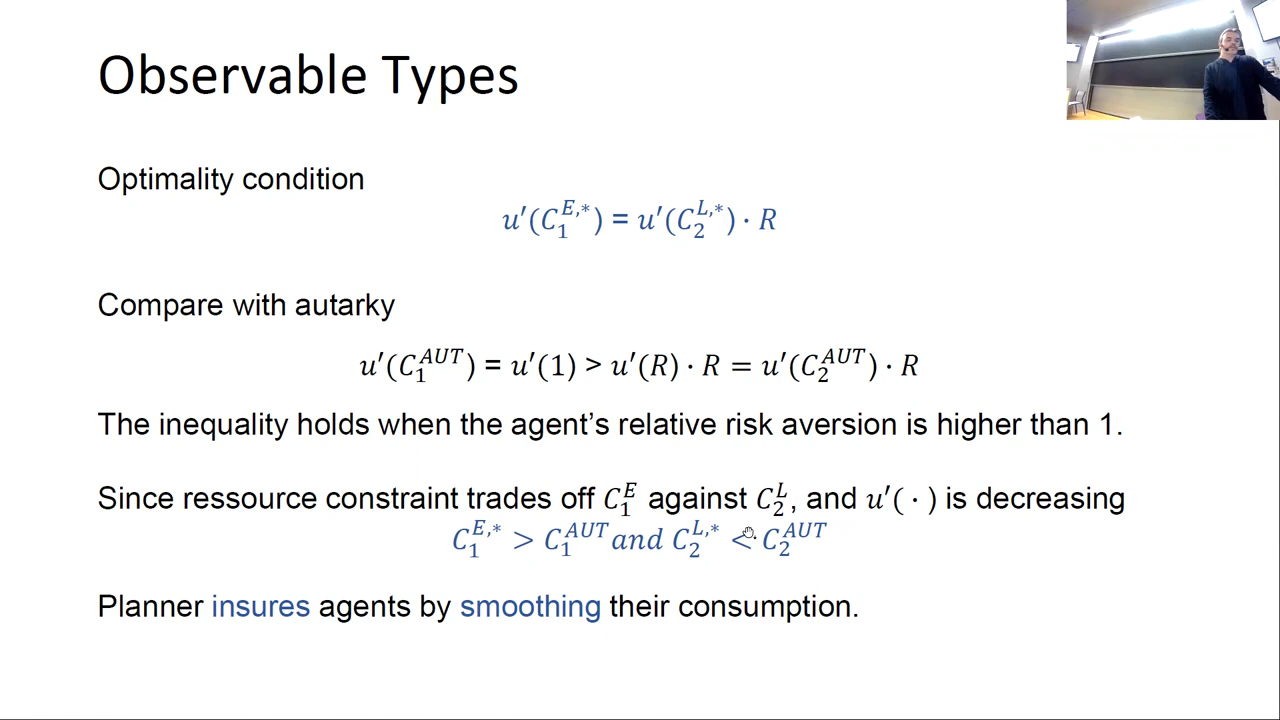 Observable Types
Optimality condition
𝑢′(𝐶₁ᴱ'*) = 𝑢′(𝐶₂ᴸ'*) · 𝑅
Compare with autarky
𝑢′(𝐶₁ᴬᵁᵀ) = 𝑢′(1) > 𝑢′(𝑅) · 𝑅 = 𝑢′(𝐶₂ᴬᵁᵀ) · 𝑅
The inequality holds when the agent’s relative risk aversion is higher than 1.
Since ressource constraint trades off 𝐶₁ᴱ against 𝐶₂ᴸ, and 𝑢′( · ) is decreasing
𝐶₁ᴱ'* > 𝐶₁ᴬᵁᵀ 𝑎𝑛𝑑 𝐶₂ᴸ'* < 𝐶₂ᴬᵁᵀ
Planner insures agents by smoothing their consumption.